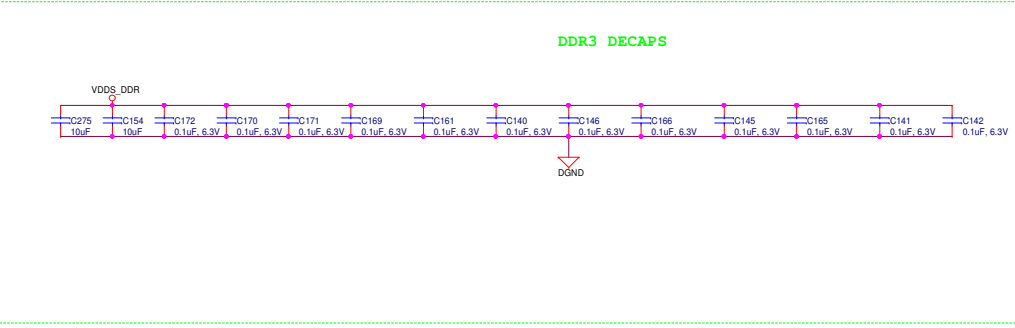 DDR3 DECAPS
VDDS_DDR
C275 C154 C172 C170 C171 C169 C161 C140 C146 C166 C145 C165 C141 C142
10uF 10uF 0.1uF, 6.3V 0.1uF, 6.3V 0.1uF, 6.3V 0.1uF, 6.3V 0.1uF, 6.3V 0.1uF, 6.3V 0.1uF, 6.3V 0.1uF, 6.3V 0.1uF, 6.3V 0.1uF, 6.3V 0.1uF, 6.3V 0.1uF, 6.3V
DGND